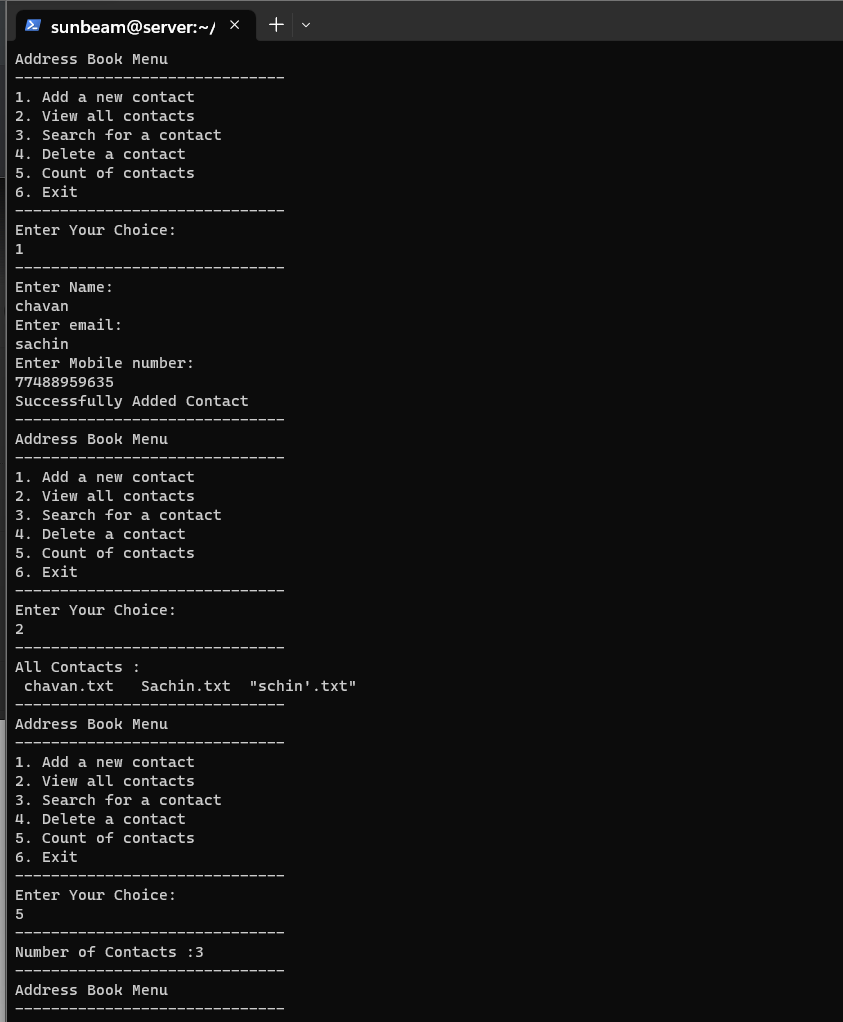 sunbeam@server:~/
Address Book Menu
------------------------------
1. Add a new contact
2. View all contacts
3. Search for a contact
4. Delete a contact
5. Count of contacts
6. Exit
------------------------------
Enter Your Choice:
1
------------------------------
Enter Name:
chavan
Enter email:
sachin
Enter Mobile number:
77488959635
Successfully Added Contact
------------------------------
Address Book Menu
------------------------------
1. Add a new contact
2. View all contacts
3. Search for a contact
4. Delete a contact
5. Count of contacts
6. Exit
------------------------------
Enter Your Choice:
2
------------------------------
All Contacts :
 chavan.txt   Sachin.txt  "schin'.txt"
------------------------------
Address Book Menu
------------------------------
1. Add a new contact
2. View all contacts
3. Search for a contact
4. Delete a contact
5. Count of contacts
6. Exit
------------------------------
Enter Your Choice:
5
------------------------------
Number of Contacts :3
------------------------------
Address Book Menu
------------------------------